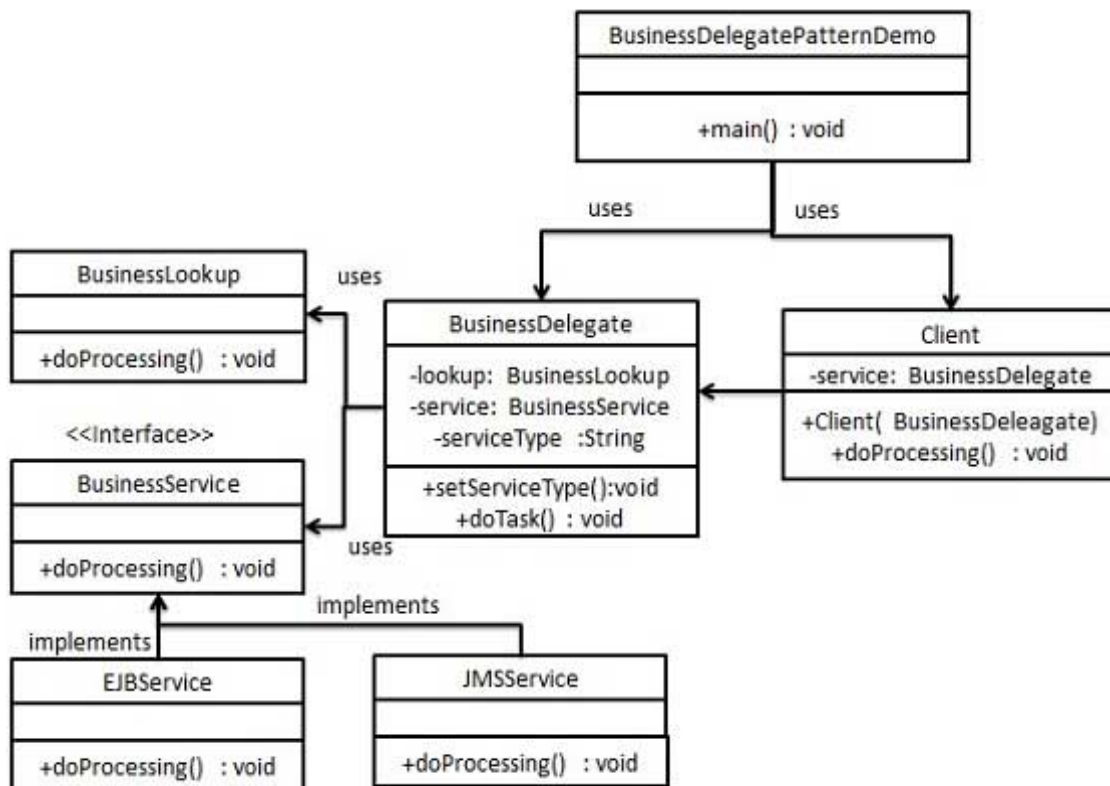 BusinessDelegatePatternDemo
+main() : void
uses
uses
BusinessLookup
+doProcessing() : void
uses
BusinessDelegate
-lookup: BusinessLookup
-service: BusinessService
-serviceType :String
+setServiceType():void
+doTask() : void
Client
-service: BusinessDelegate
+Client( BusinessDeleagate)
+doProcessing() : void
<<Interface>>
BusinessService
+doProcessing() : void
uses
implements
implements
EJBService
+doProcessing() : void
JMSService
+doProcessing() : void